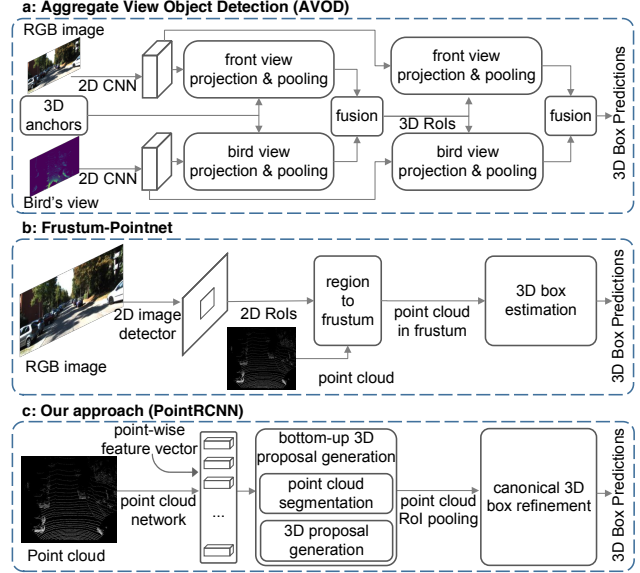 a: Aggregate View Object Detection (AVOD)
RGB image
2D CNN
front view
projection & pooling
front view
projection & pooling
3D
anchors
fusion
3D RoIs
fusion
bird view
projection & pooling
bird view
projection & pooling
2D CNN
Bird's view
3D Box Predictions
b: Frustum-Pointnet
RGB image
2D image
detector
2D RoIs
point cloud
region
to
frustum
point cloud
in frustum
3D box
estimation
3D Box Predictions
c: Our approach (PointRCNN)
Point cloud
point-wise
feature vector
point cloud
network
...
bottom-up 3D
proposal generation
point cloud
segmentation
3D proposal
generation
point cloud
RoI pooling
canonical 3D
box refinement
3D Box Predictions